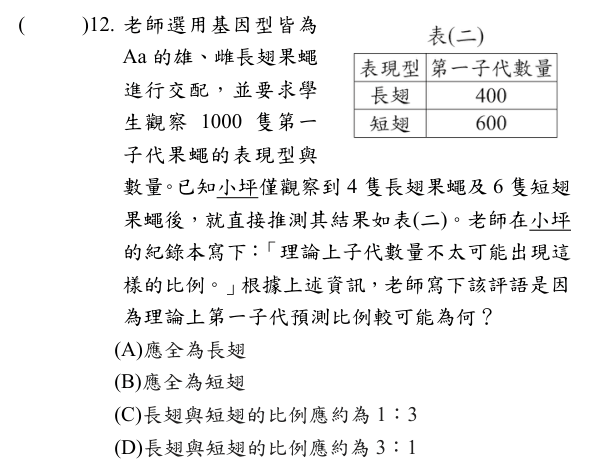 (　　)12. 老師選用基因型皆為
Aa 的雄、雌長翅果蠅
進行交配，並要求學
生觀察 1000 隻第一
子代果蠅的表現型與
數量。已知小坪僅觀察到 4 隻長翅果蠅及 6 隻短翅
果蠅後，就直接推測其結果如表(二)。老師在小坪
的紀錄本寫下：「理論上子代數量不太可能出現這
樣的比例。」根據上述資訊，老師寫下該評語是因
為理論上第一子代預測比例較可能為何？
表(二)
表現型 第一子代數量
長翅 400
短翅 600
(A)應全為長翅
(B)應全為短翅
(C)長翅與短翅的比例應約為 1：3
(D)長翅與短翅的比例應約為 3：1